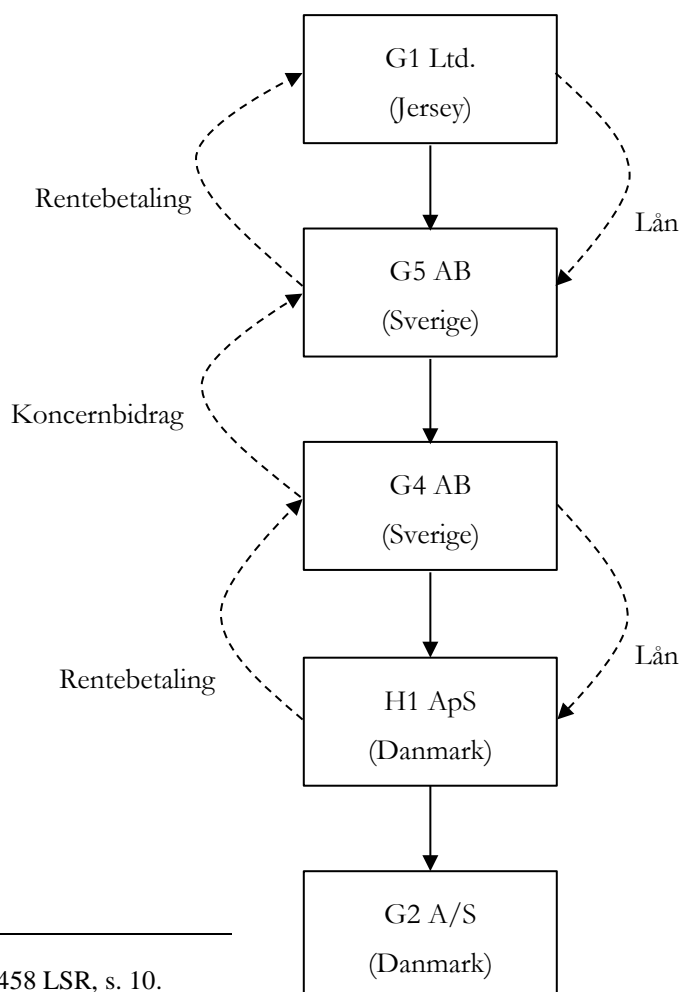 G1 Ltd.
(Jersey)
Rentebetaling
Lån
G5 AB
(Sverige)
Koncernbidrag
G4 AB
(Sverige)
Rentebetaling
Lån
H1 ApS
(Danmark)
G2 A/S
(Danmark)
458 LSR, s. 10.